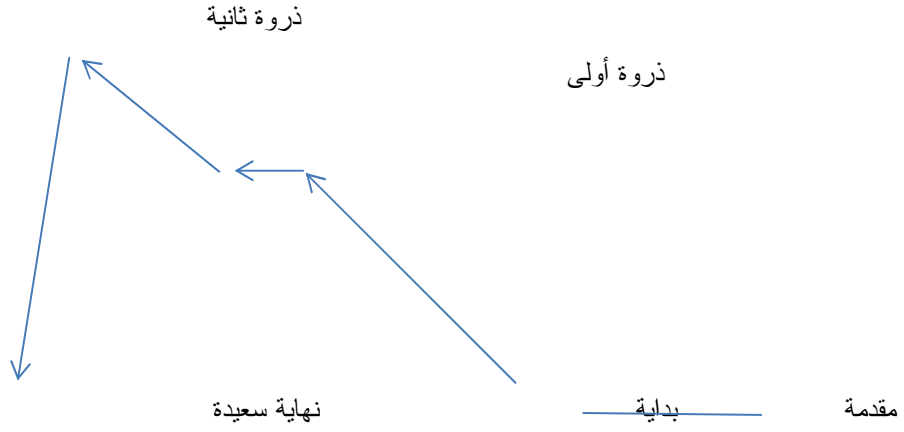 ذروة ثانية
ذروة أولى
مقدمة بداية نهاية سعيدة